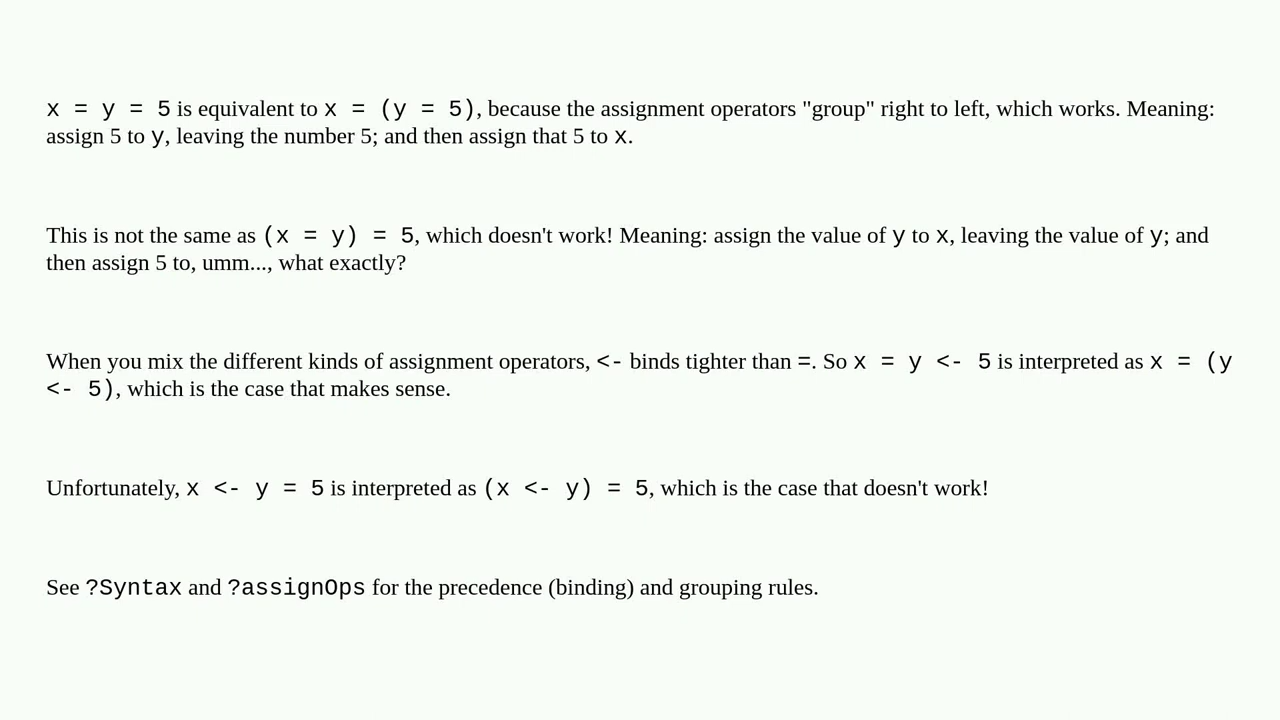 x = y = 5 is equivalent to x = (y = 5), because the assignment operators "group" right to left, which works. Meaning:
assign 5 to y, leaving the number 5; and then assign that 5 to x.
This is not the same as (x = y) = 5, which doesn't work! Meaning: assign the value of y to x, leaving the value of y; and
then assign 5 to, umm..., what exactly?
When you mix the different kinds of assignment operators, <- binds tighter than =. So x = y <- 5 is interpreted as x = (y
<- 5), which is the case that makes sense.
Unfortunately, x <- y = 5 is interpreted as (x <- y) = 5, which is the case that doesn't work!
See ?Syntax and ?assignOps for the precedence (binding) and grouping rules.